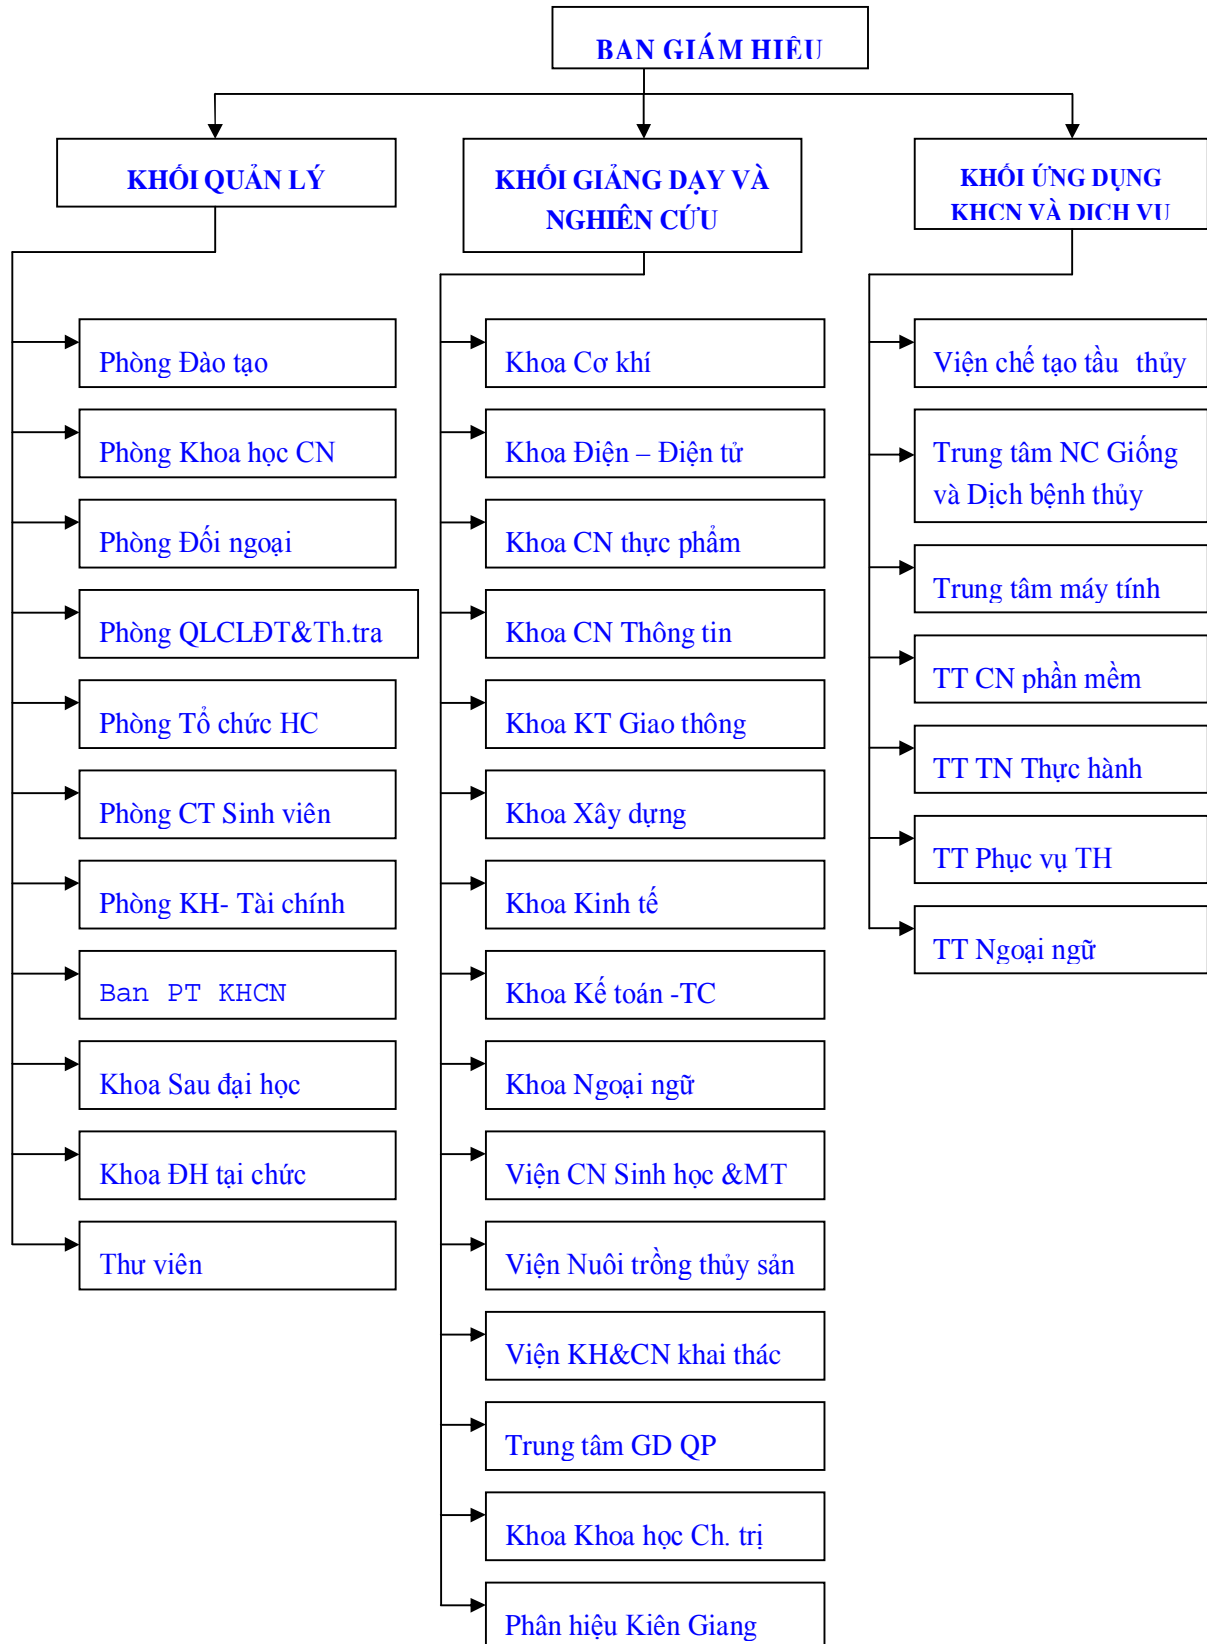 BAN GIÁM HIỆU
KHỐI QUẢN LÝ
KHỐI GIẢNG DẠY VÀ
NGHIÊN CỨU
KHỐI ỨNG DỤNG
KHCN VÀ DỊCH VỤ
Phòng Đào tạo
Phòng Khoa học CN
Phòng Đối ngoại
Phòng QLCLĐT&Th.tra
Phòng Tổ chức HC
Phòng CT Sinh viên
Phòng KH- Tài chính
Ban PT KHCN
Khoa Sau đại học
Khoa ĐH tại chức
Thư viên
Khoa Cơ khí
Khoa Điện – Điện tử
Khoa CN thực phẩm
Khoa CN Thông tin
Khoa KT Giao thông
Khoa Xây dựng
Khoa Kinh tế
Khoa Kế toán -TC
Khoa Ngoại ngữ
Viện CN Sinh học &MT
Viện Nuôi trồng thủy sản
Viện KH&CN khai thác
Trung tâm GD QP
Khoa Khoa học Ch. trị
Phân hiệu Kiên Giang
Viện chế tạo tầu thủy
Trung tâm NC Giống
và Dịch bệnh thủy
Trung tâm máy tính
TT CN phần mềm
TT TN Thực hành
TT Phục vụ TH
TT Ngoại ngữ